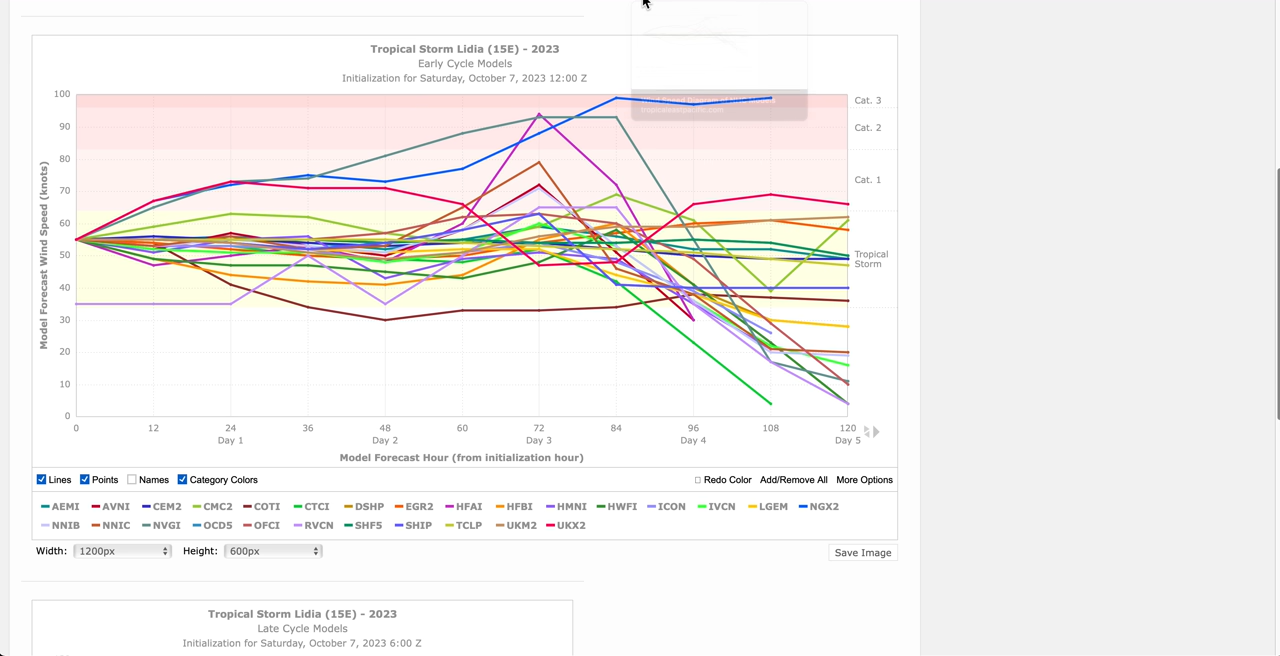 Tropical Storm Lidia (15E) - 2023
Early Cycle Models
Initialization for Saturday, October 7, 2023 12:00 Z
Model Forecast Wind Speed (knots)
100
90
80
70
60
50
40
30
20
10
0
Cat. 3
Cat. 2
Cat. 1
Tropical
Storm
0 12 24 36 48 60 72 84 96 108 120
Day 1 Day 2 Day 3 Day 4 Day 5
Model Forecast Hour (from initialization hour)
Lines Points Names Category Colors Redo Color Add/Remove All More Options
AEMI AVNI CEM2 CMC2 COTI CTCI DSHP EGR2 HFAI HFBI HMNI HWFI ICON IVCN LGEM NGX2
NNIB NNIC NVGI OCD5 OFCI RVCN SHF5 SHIP TCLP UKM2 UKX2
Width: 1200px Height: 600px Save Image
Tropical Storm Lidia (15E) - 2023
Late Cycle Models
Initialization for Saturday, October 7, 2023 6:00 Z